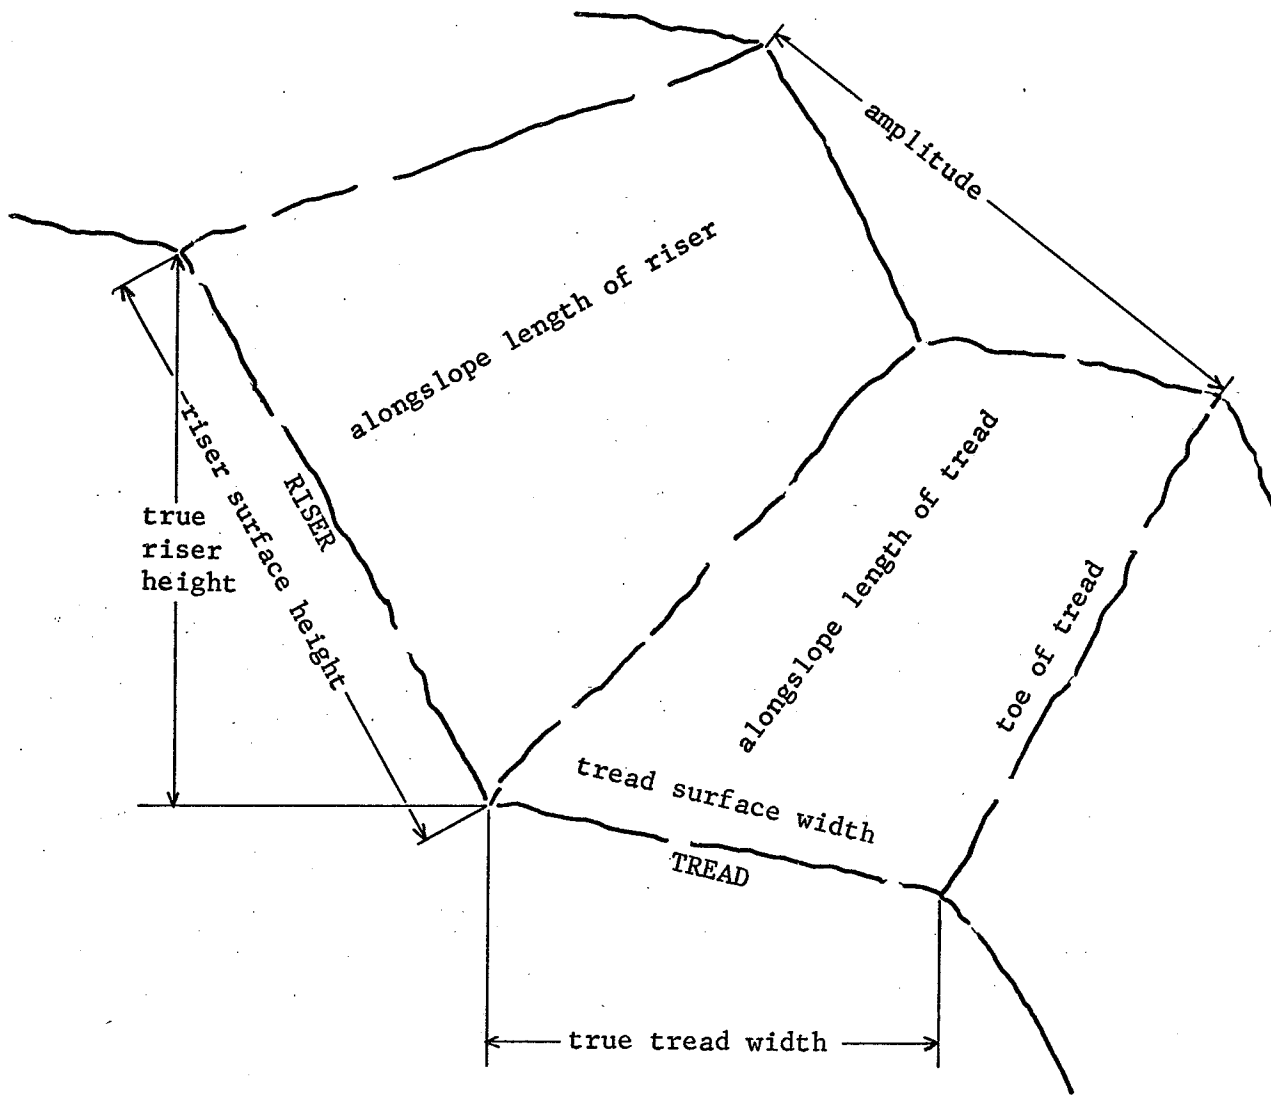 amplitude
alongslope length of riser
riser surface height
RISER
true
riser
height
alongslope length of tread
toe of tread
tread surface width
TREAD
true tread width